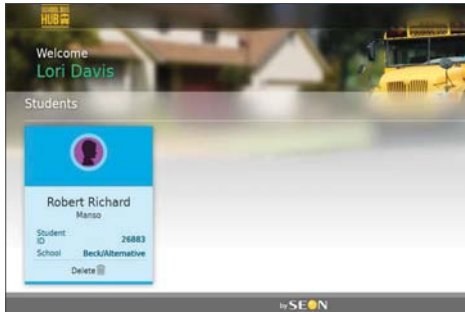 SCHOOL BUS
HUB
Welcome
Lori Davis
Students
Robert Richard
Manso
Student ID 26883
School Beck/Alternative
Delete
by SEON